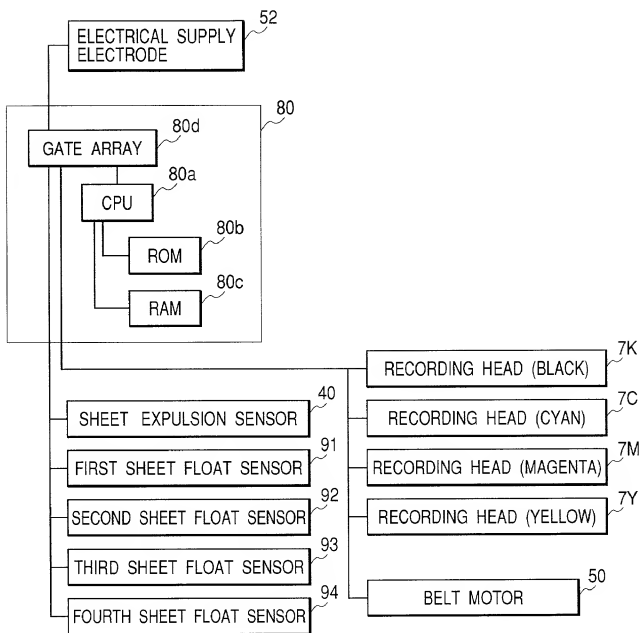 52
ELECTRICAL SUPPLY
ELECTRODE
80
80d
GATE ARRAY
80a
CPU
80b
ROM
80c
RAM
7K
RECORDING HEAD (BLACK)
40
7C
SHEET EXPULSION SENSOR
RECORDING HEAD (CYAN)
91
7M
FIRST SHEET FLOAT SENSOR
RECORDING HEAD (MAGENTA)
92
7Y
SECOND SHEET FLOAT SENSOR
RECORDING HEAD (YELLOW)
93
THIRD SHEET FLOAT SENSOR
50
94
BELT MOTOR
FOURTH SHEET FLOAT SENSOR